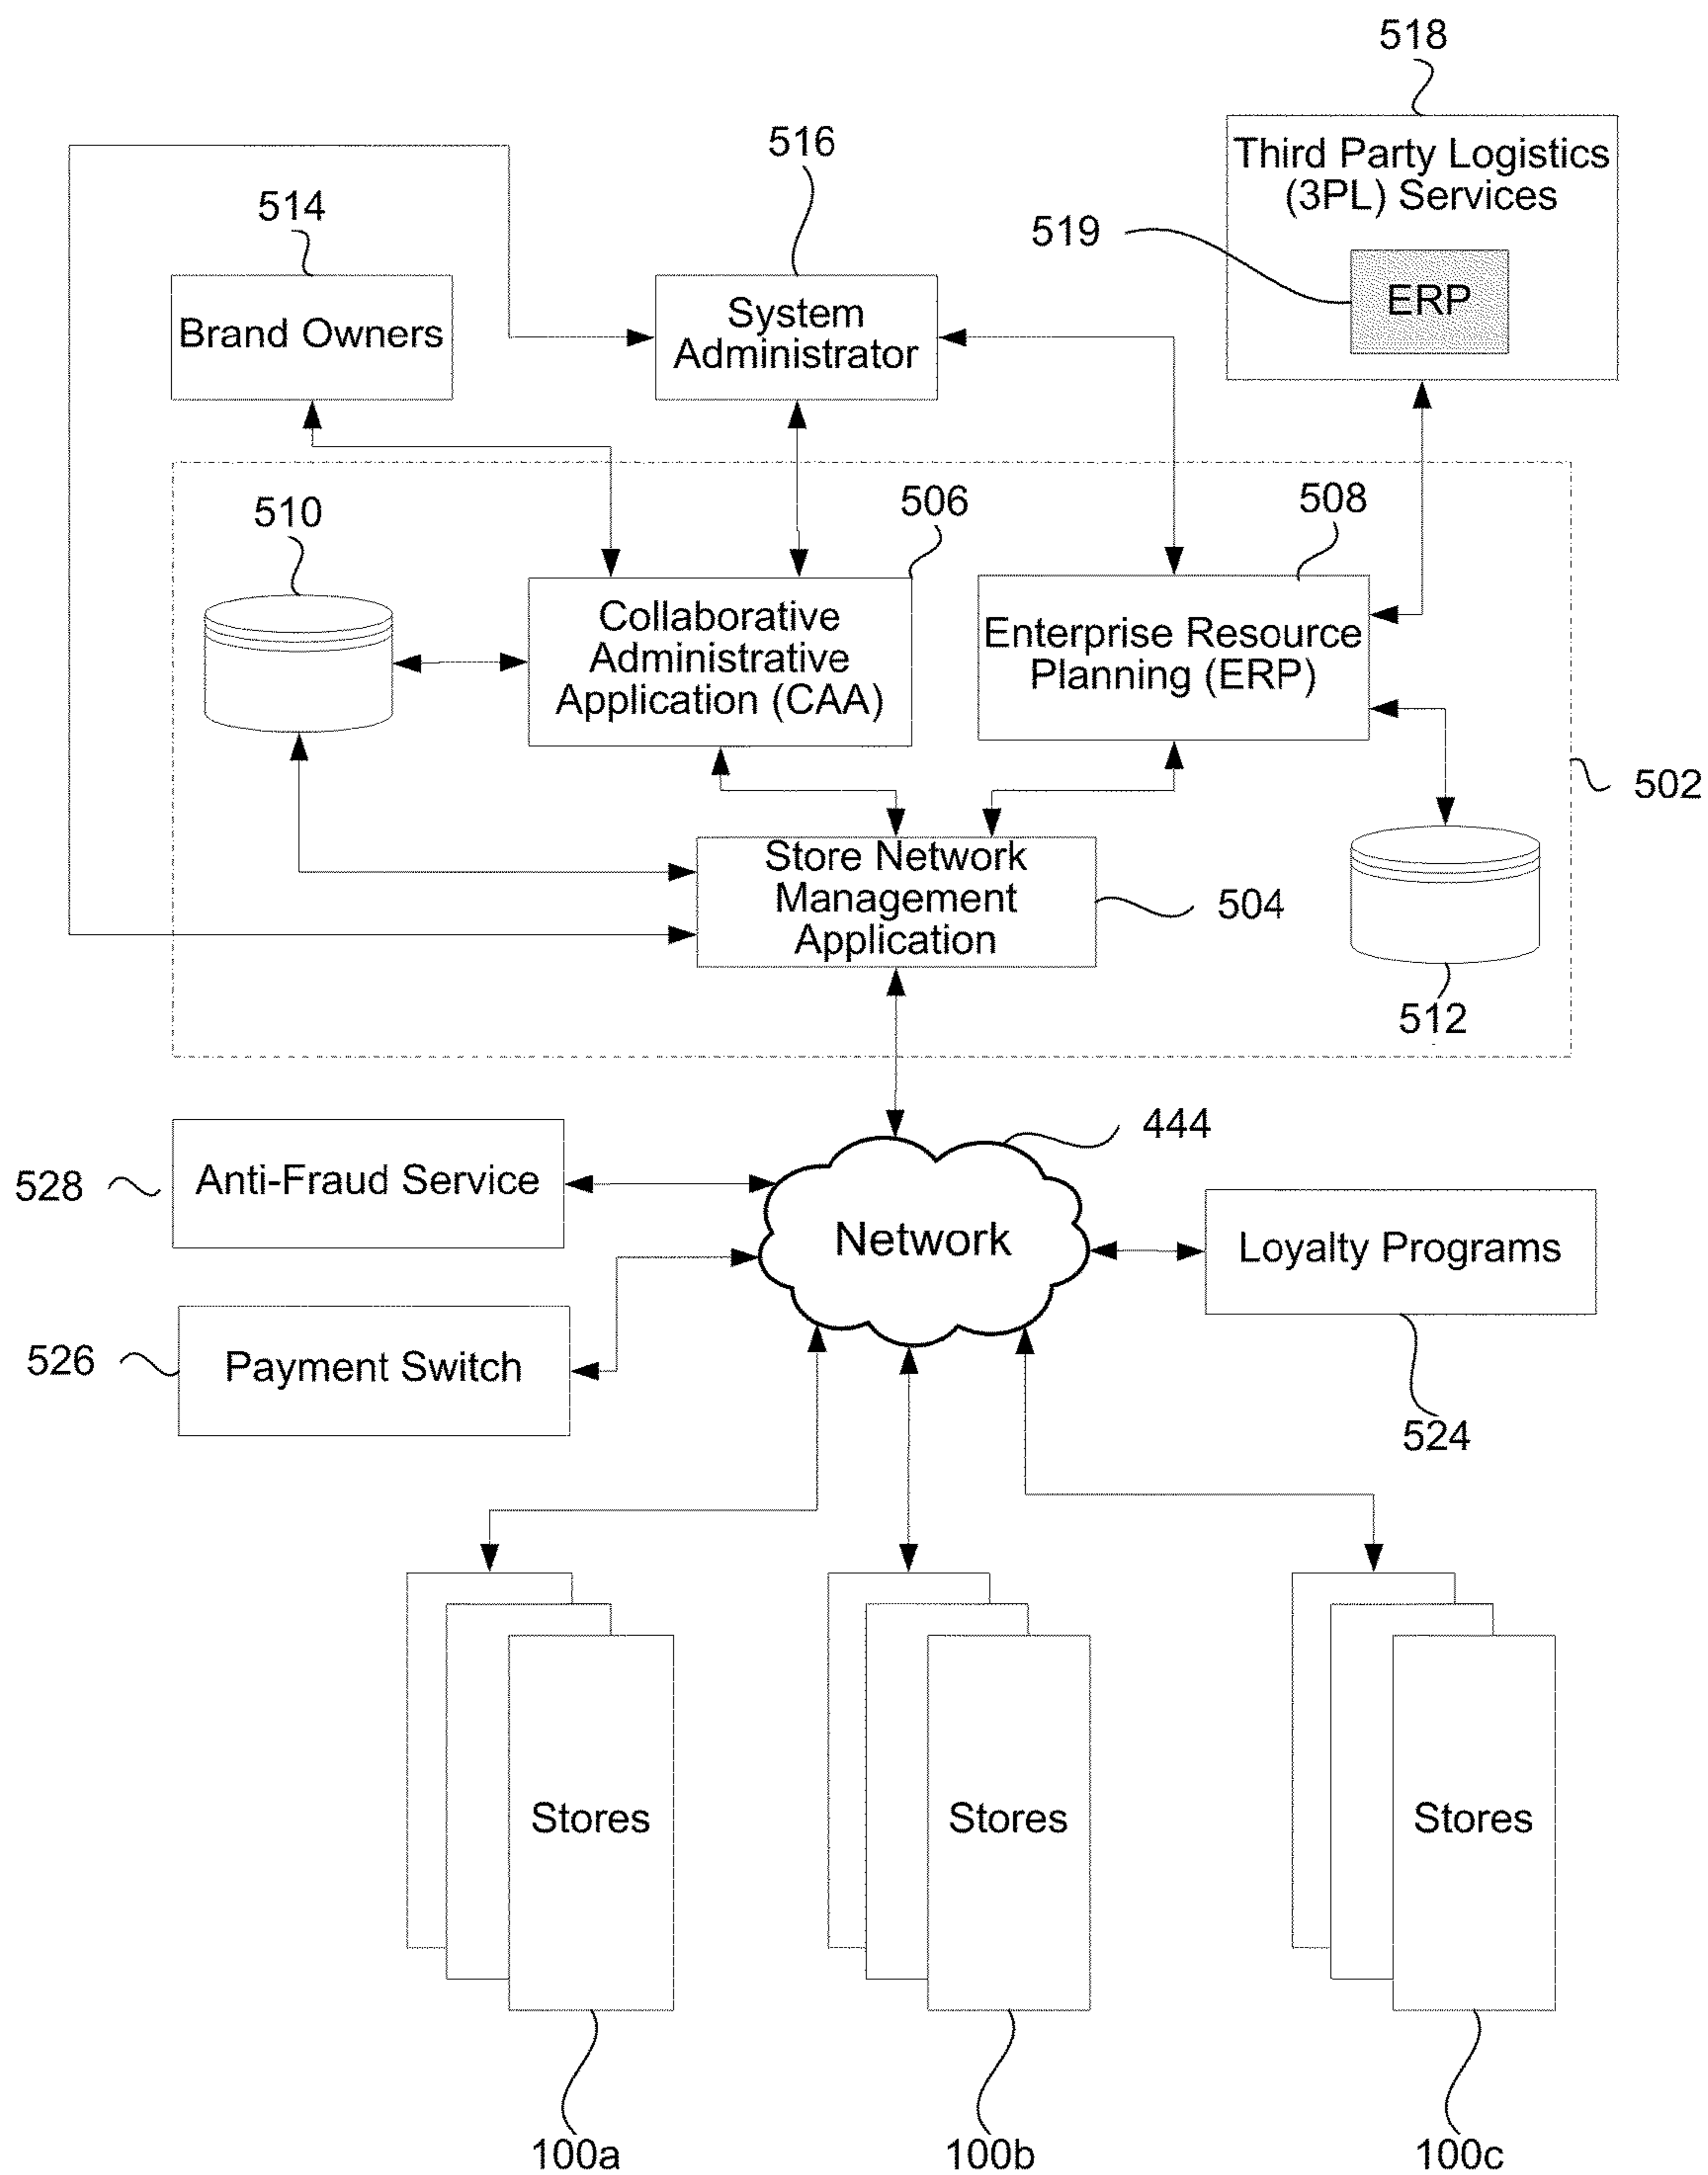 518
516
Third Party Logistics
(3PL) Services
514
519
ERP
System
Administrator
Brand Owners
506
508
510
Collaborative
Administrative
Application (CAA)
Enterprise Resource
Planning (ERP)
502
Store Network
Management
Application
504
512
444
Anti-Fraud Service
528
Network
Loyalty Programs
526
Payment Switch
524
Stores
Stores
Stores
100a
100b
100c